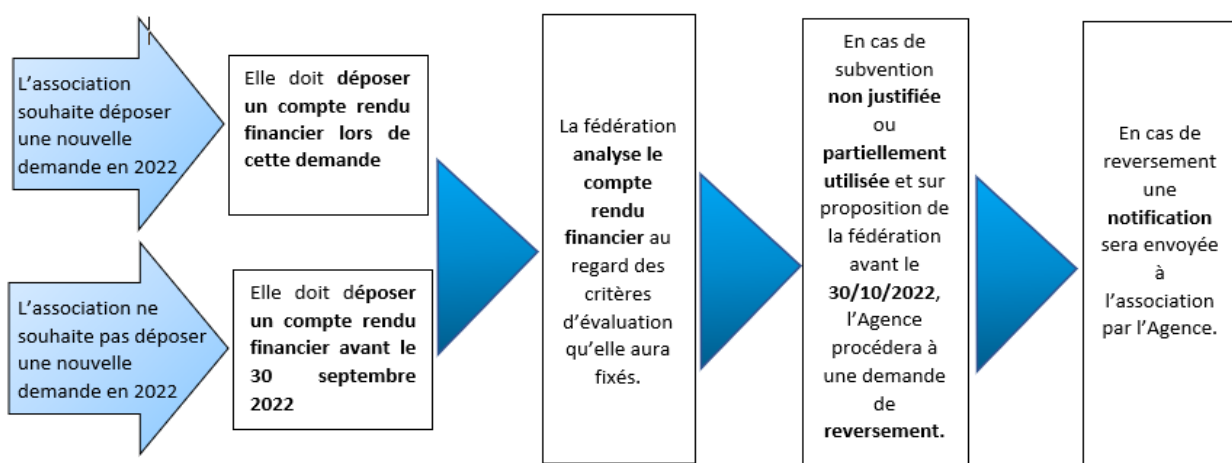 L’association
souhaite déposer
une nouvelle
demande en 2022
Elle doit déposer
un compte rendu
financier lors de
cette demande
L’association ne
souhaite pas déposer
une nouvelle
demande en 2022
Elle doit déposer
un compte rendu
financier avant le
30 septembre
2022
La fédération
analyse le
compte
rendu
financier au
regard des
critères
d’évaluation
qu’elle aura
fixés.
En cas de
subvention
non justifiée
ou
partiellement
utilisée et sur
proposition de
la fédération
avant le
30/10/2022,
l’Agence
procédera à
une demande
de
reversement.
En cas de
reversement
une
notification
sera envoyée
à
l’association
par l’Agence.